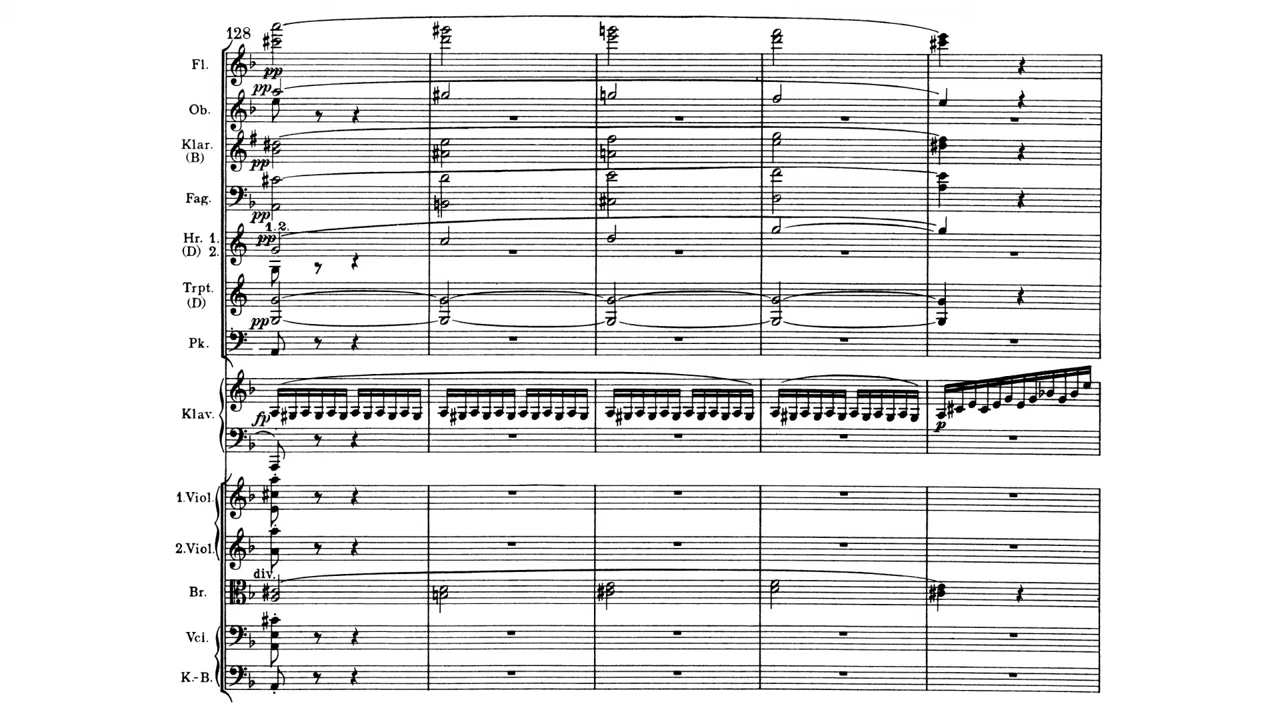 128
Fl.
pp
pp
Ob.
Klar.
(B)
pp
Fag.
pp
1.2.
pp
Hr. 1.
(D) 2.
Trpt.
(D)
pp
Pk.
Klav.
fp
p
1.Viol.
2.Viol.
div.
Br.
Vcl.
K.-B.